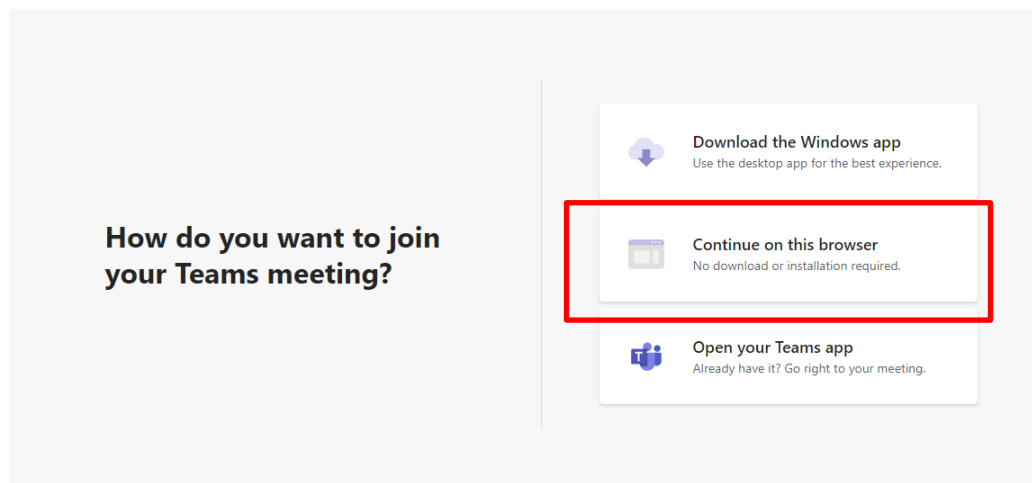 How do you want to join
your Teams meeting?
Download the Windows app
Use the desktop app for the best experience.
Continue on this browser
No download or installation required.
T
Open your Teams app
Already have it? Go right to your meeting.